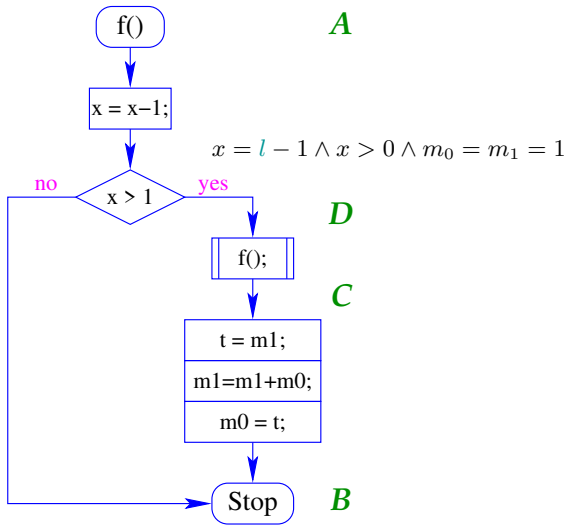 f()
A
x = x−1;
x = l − 1 ∧ x > 0 ∧ m₀ = m₁ = 1
no
x > 1
yes
D
f();
C
t = m1;
m1=m1+m0;
m0 = t;
Stop
B